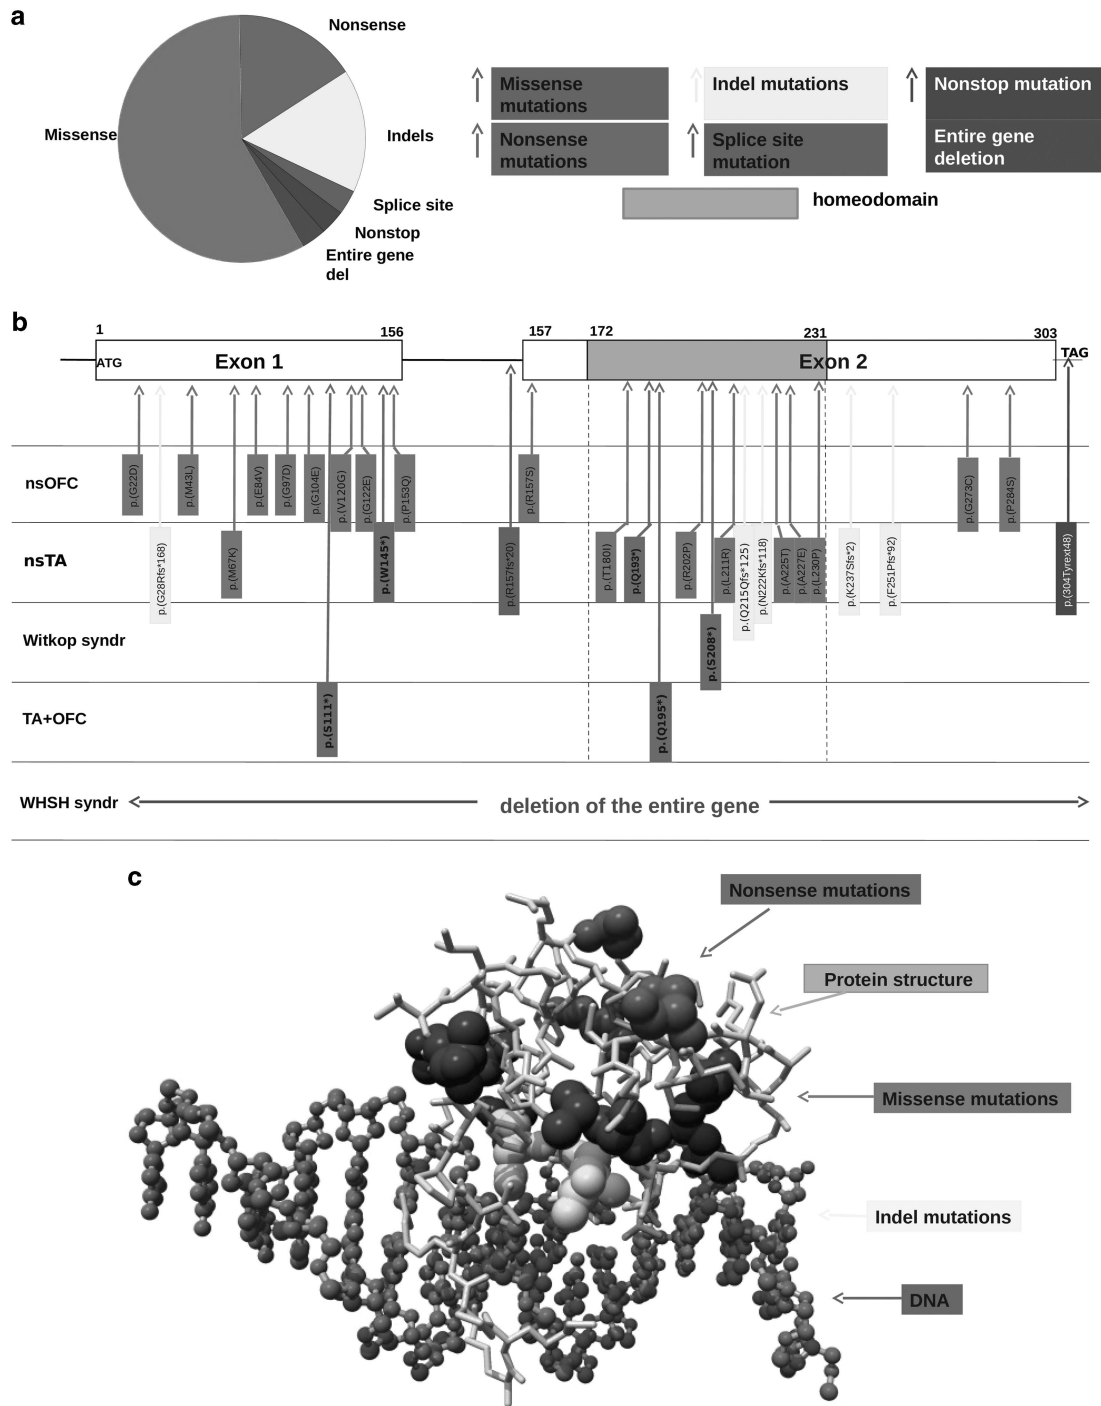 a
Nonsense
Missense
Indels
Splice site
Nonstop
Entire gene
del
Missense
mutations
Nonsense
mutations
Indel mutations
Splice site
mutation
Nonstop mutation
Entire gene
deletion
homeodomain
b
1
156
157
172
231
303
ATG
Exon 1
Exon 2
TAG
nsOFC
p.(G22D)
p.(M43L)
p.(E84V)
p.(G97D)
p.(G104E)
p.(V120G)
p.(G122E)
p.(P153Q)
p.(R157S)
p.(G273C)
p.(P284S)
nsTA
p.(G28Rfs*168)
p.(M67K)
p.(W145*)
p.(R157fs*20)
p.(T180I)
p.(Q193*)
p.(R202P)
p.(L211R)
p.(Q215Qfs*125)
p.(N222Kfs*118)
p.(A225T)
p.(A227E)
p.(L230P)
p.(K237Sfs*2)
p.(F251Pfs*92)
p.(304Tyrext48)
Witkop syndr
p.(S208*)
TA+OFC
p.(S111*)
p.(Q195*)
WHSH syndr
deletion of the entire gene
c
Nonsense mutations
Protein structure
Missense mutations
Indel mutations
DNA